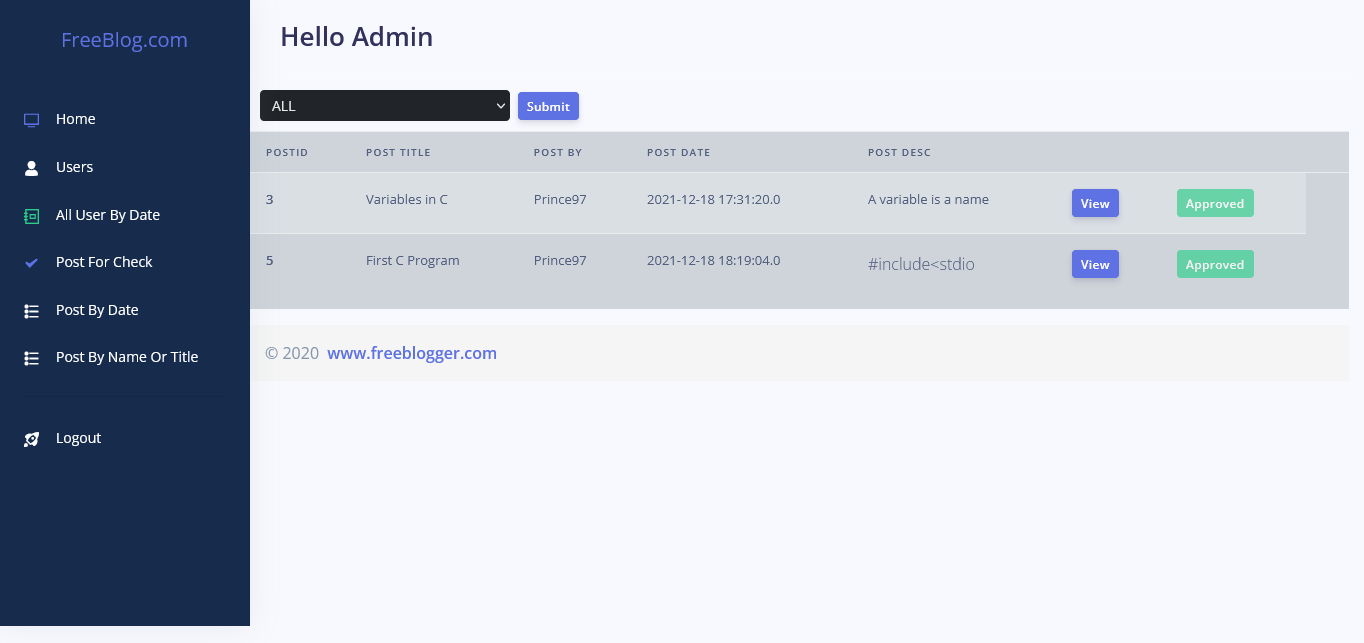 FreeBlog.com
Home
Users
All User By Date
Post For Check
Post By Date
Post By Name Or Title
Logout
Hello Admin
ALL Submit
POSTID POST TITLE POST BY POST DATE POST DESC
3 Variables in C Prince97 2021-12-18 17:31:20.0 A variable is a name View Approved
5 First C Program Prince97 2021-12-18 18:19:04.0 #include<stdio View Approved
© 2020 www.freeblogger.com